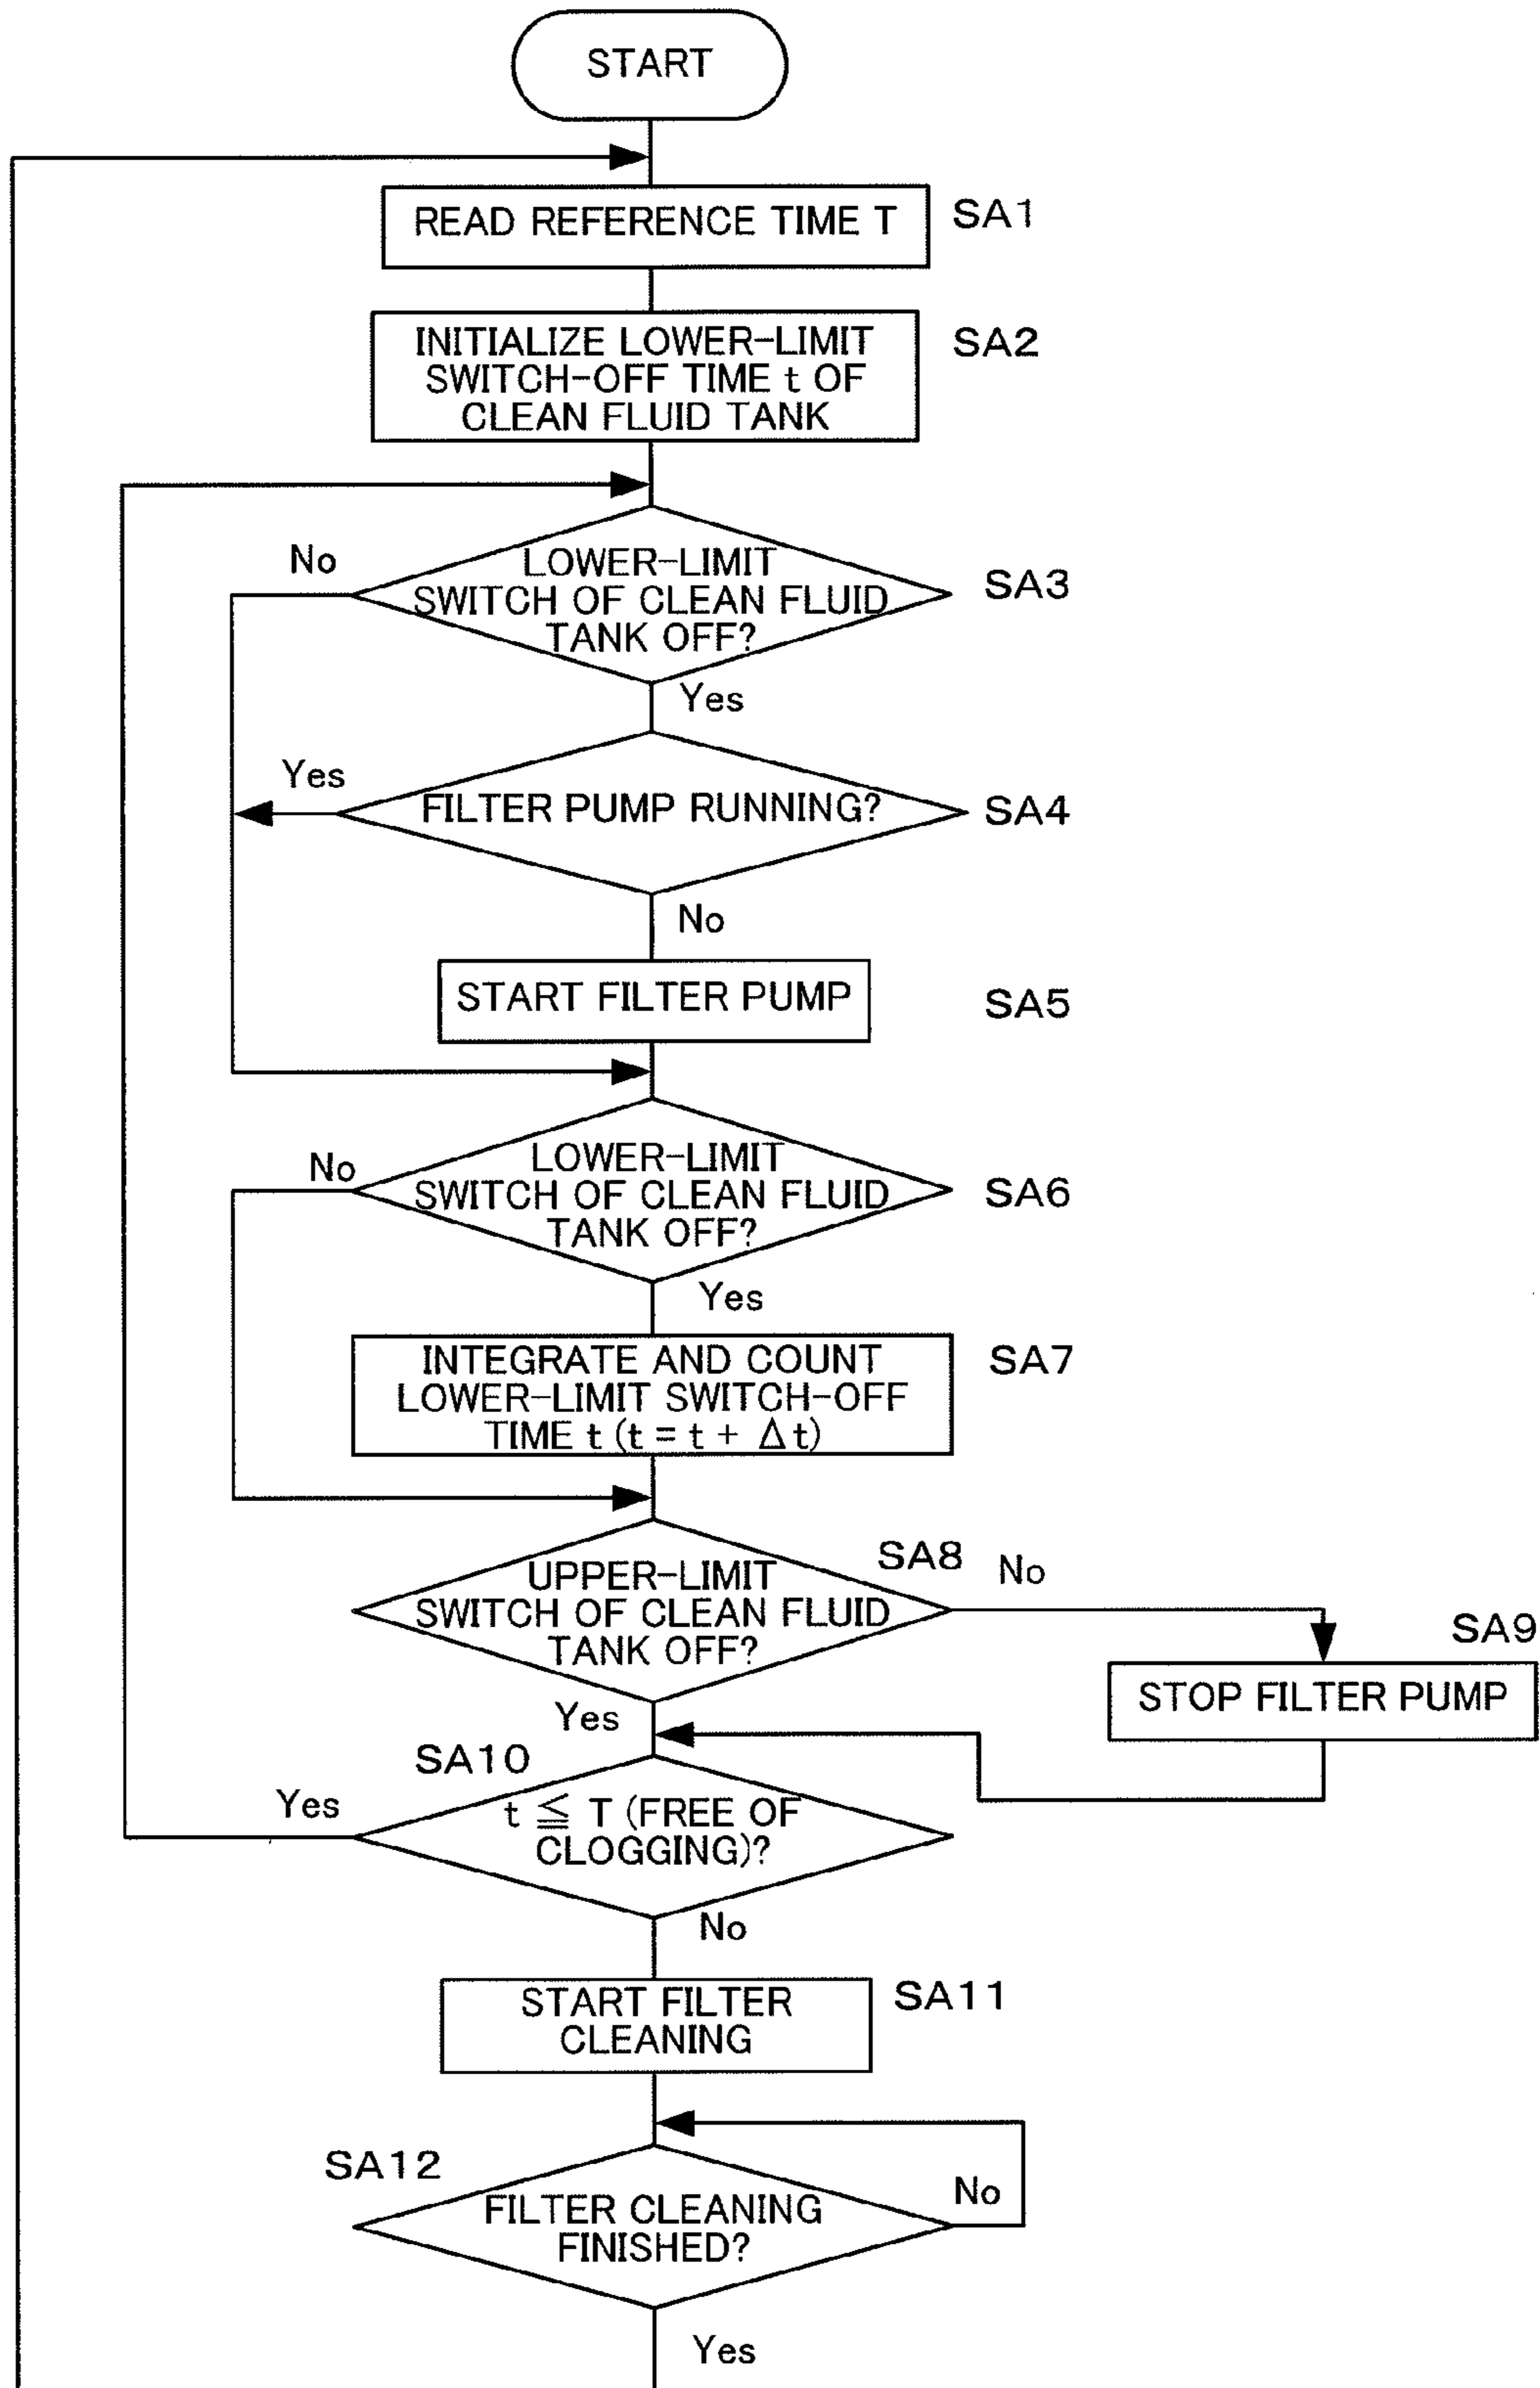 START
READ REFERENCE TIME T
SA1
INITIALIZE LOWER-LIMIT
SWITCH-OFF TIME t OF
CLEAN FLUID TANK
SA2
No
LOWER-LIMIT
SWITCH OF CLEAN FLUID
TANK OFF?
SA3
Yes
Yes
FILTER PUMP RUNNING?
SA4
No
START FILTER PUMP
SA5
No
LOWER-LIMIT
SWITCH OF CLEAN FLUID
TANK OFF?
SA6
Yes
INTEGRATE AND COUNT
LOWER-LIMIT SWITCH-OFF
TIME t (t = t + Δt)
SA7
UPPER-LIMIT
SWITCH OF CLEAN FLUID
TANK OFF?
SA8
No
SA9
STOP FILTER PUMP
Yes
SA10
Yes
t ≦ T (FREE OF
CLOGGING)?
No
START FILTER
CLEANING
SA11
SA12
FILTER CLEANING
FINISHED?
No
Yes